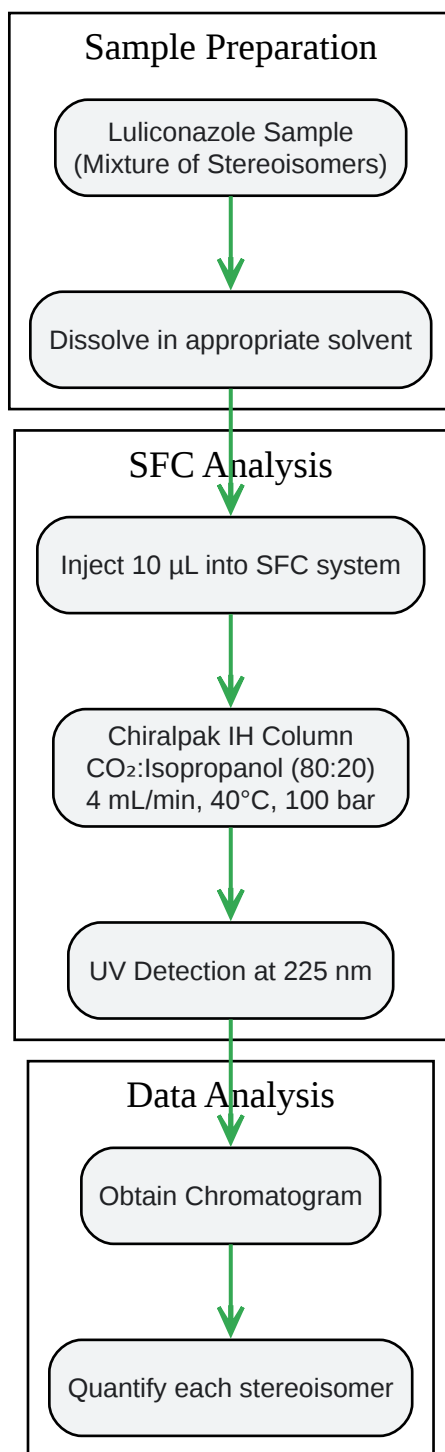 Sample Preparation
Luliconazole Sample
(Mixture of Stereoisomers)
Dissolve in appropriate solvent
SFC Analysis
Inject 10 µL into SFC system
Chiralpak IH Column
CO₂:Isopropanol (80:20)
4 mL/min, 40°C, 100 bar
UV Detection at 225 nm
Data Analysis
Obtain Chromatogram
Quantify each stereoisomer